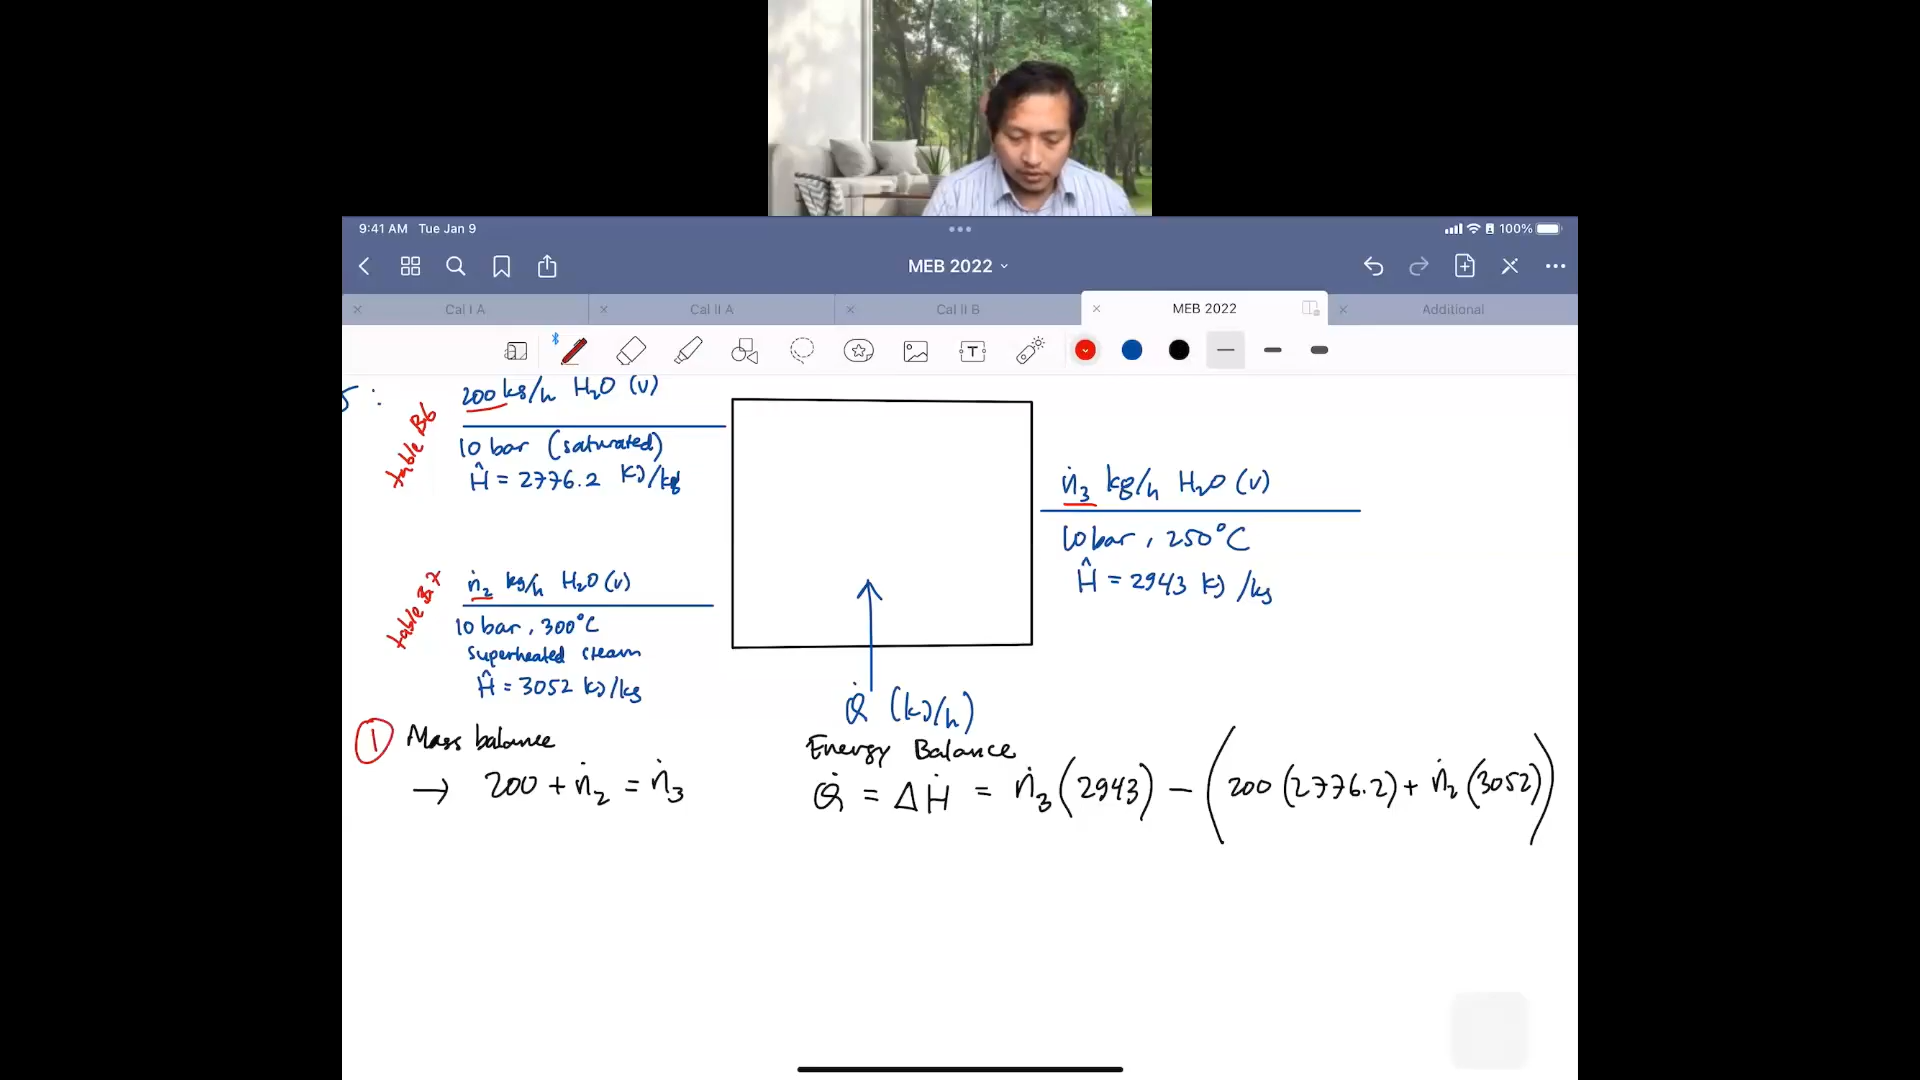 9:41 AM Tue Jan 9
100%
MEB 2022
Cal I A
Cal II A
Cal II B
MEB 2022
Additional
T
5 :
200 kg/h H₂O (v)
table B6
10 bar (saturated)
Ĥ = 2776.2 kJ/kg
ṅ₃ kg/h H₂O (v)
10 bar, 250°C
Ĥ = 2943 kJ/kg
table B.7
ṅ₂ kg/h H₂O (v)
10 bar, 300°C
superheated steam
Ĥ = 3052 kJ/kg
Q̇ (kJ/h)
① Mass balance
→ 200 + ṅ₂ = ṅ₃
Energy Balance
Q̇ = ΔḢ = ṅ₃ (2943) − (200 (2776.2) + ṅ₂ (3052))